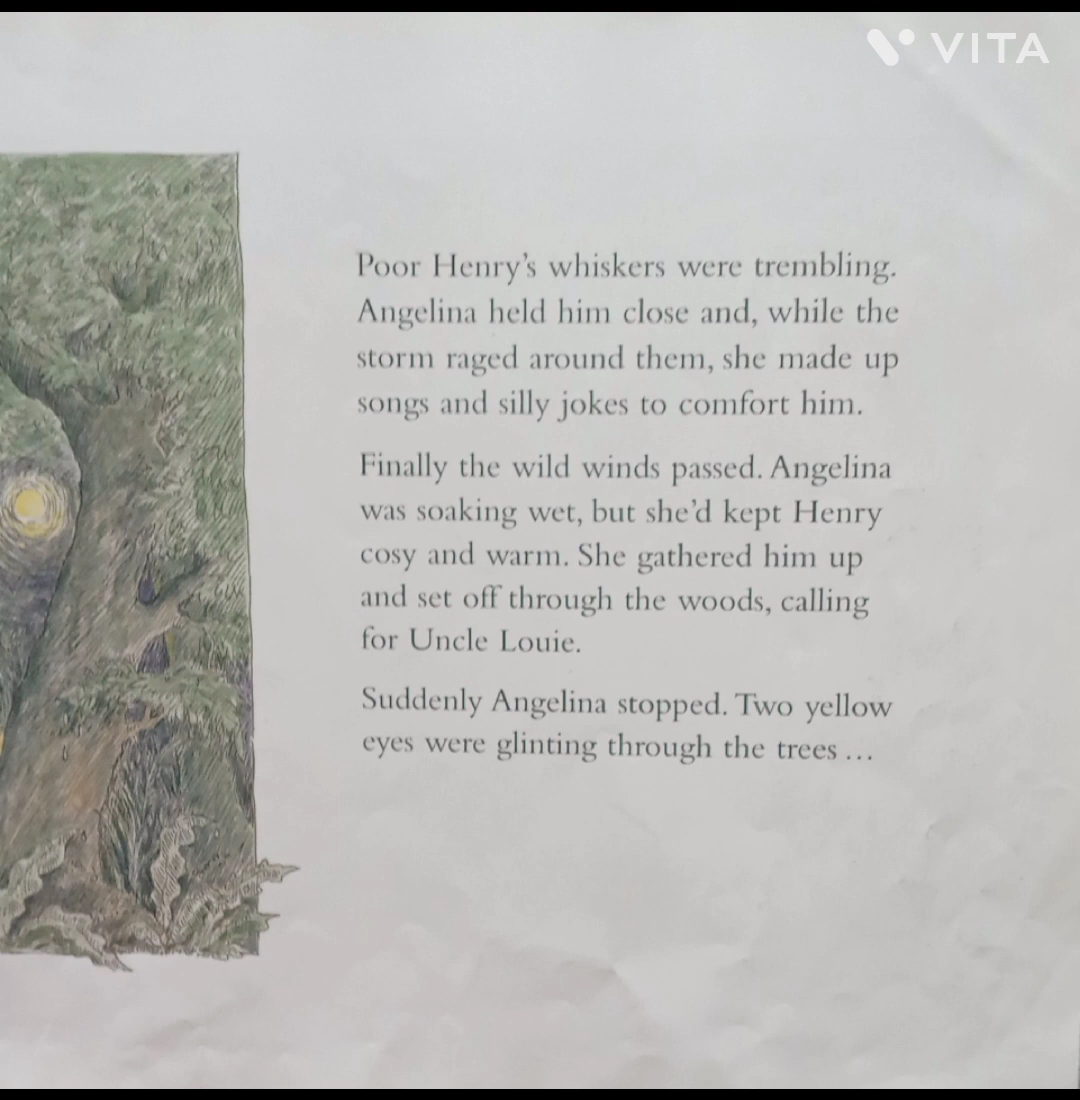 VITA
Poor Henry's whiskers were trembling.
Angelina held him close and, while the
storm raged around them, she made up
songs and silly jokes to comfort him.
Finally the wild winds passed. Angelina
was soaking wet, but she'd kept Henry
cosy and warm. She gathered him up
and set off through the woods, calling
for Uncle Louie.
Suddenly Angelina stopped. Two yellow
eyes were glinting through the trees ...